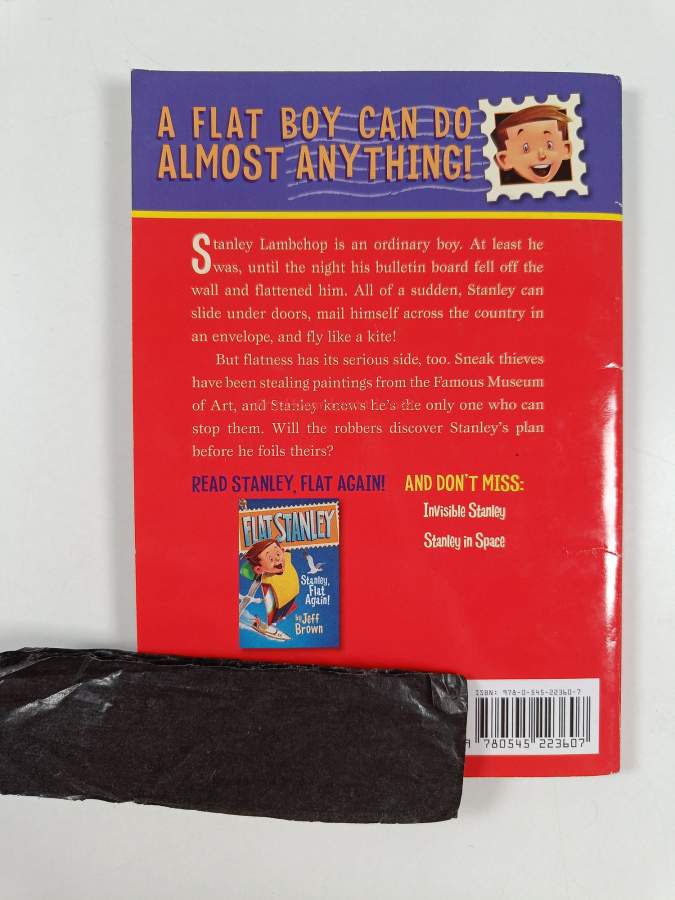 A FLAT BOY CAN DO
ALMOST ANYTHING!
Stanley Lambchop is an ordinary boy. At least he
was, until the night his bulletin board fell off the
wall and flattened him. All of a sudden, Stanley can
slide under doors, mail himself across the country in
an envelope, and fly like a kite!
But flatness has its serious side, too. Sneak thieves
have been stealing paintings from the Famous Museum
of Art, and Stanley knows he's the only one who can
stop them. Will the robbers discover Stanley's plan
before he foils theirs?
READ STANLEY, FLAT AGAIN!
FLAT STANLEY
Stanley,
Flat
Again!
by Jeff
Brown
AND DON'T MISS:
Invisible Stanley
Stanley in Space
ISBN: 978-0-545-22360-7
9 780545 223607